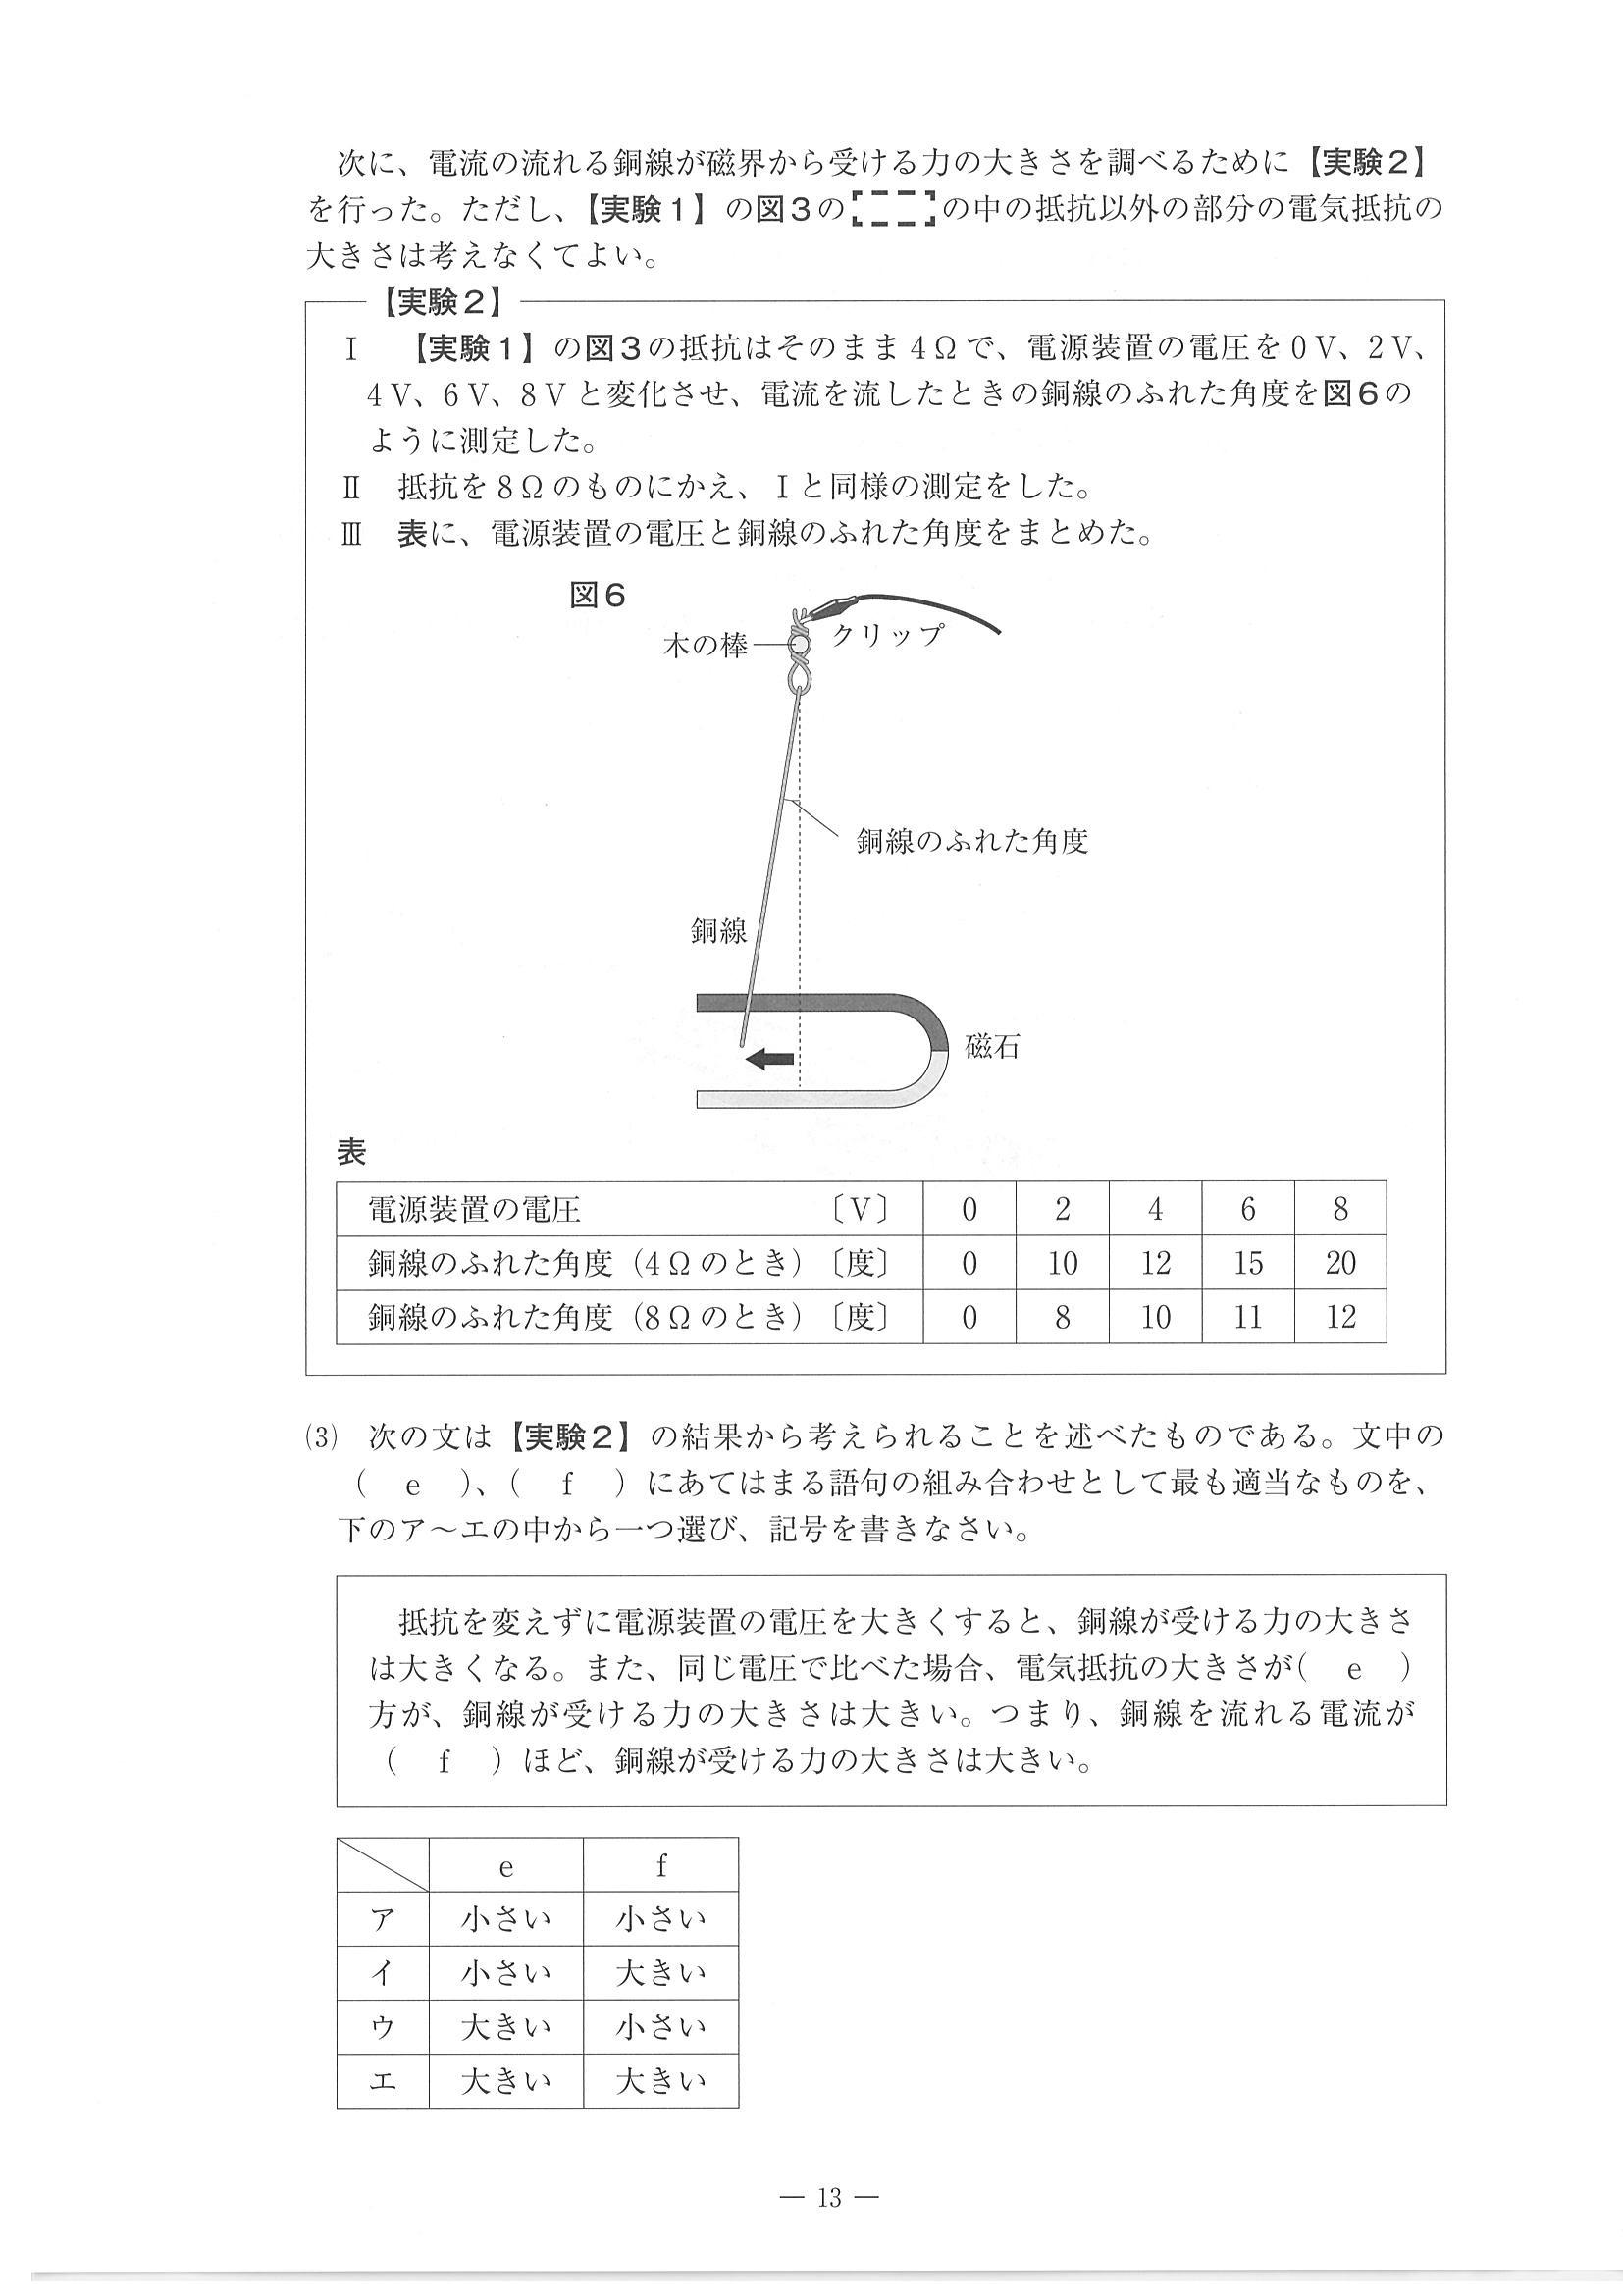 次に、電流の流れる銅線が磁界から受ける力の大きさを調べるために【実験2】
を行った。ただし、【実験1】の図3の の中の抵抗以外の部分の電気抵抗の
大きさは考えなくてよい。
【実験2】
Ⅰ 【実験1】の図3の抵抗はそのまま4Ωで、電源装置の電圧を0V、2V、
4V、6V、8Vと変化させ、電流を流したときの銅線のふれた角度を図6の
ように測定した。
Ⅱ 抵抗を8Ωのものにかえ、Ⅰと同様の測定をした。
Ⅲ 表に、電源装置の電圧と銅線のふれた角度をまとめた。
図6
木の棒
クリップ
銅線のふれた角度
銅線
磁石
表
電源装置の電圧 〔V〕 0 2 4 6 8
銅線のふれた角度(4Ωのとき)〔度〕 0 10 12 15 20
銅線のふれた角度(8Ωのとき)〔度〕 0 8 10 11 12
(3) 次の文は【実験2】の結果から考えられることを述べたものである。文中の
( e )、( f )にあてはまる語句の組み合わせとして最も適当なものを、
下のア~エの中から一つ選び、記号を書きなさい。
抵抗を変えずに電源装置の電圧を大きくすると、銅線が受ける力の大きさ
は大きくなる。また、同じ電圧で比べた場合、電気抵抗の大きさが( e )
方が、銅線が受ける力の大きさは大きい。つまり、銅線を流れる電流が
( f )ほど、銅線が受ける力の大きさは大きい。
e f
ア 小さい 小さい
イ 小さい 大きい
ウ 大きい 小さい
エ 大きい 大きい
— 13 —